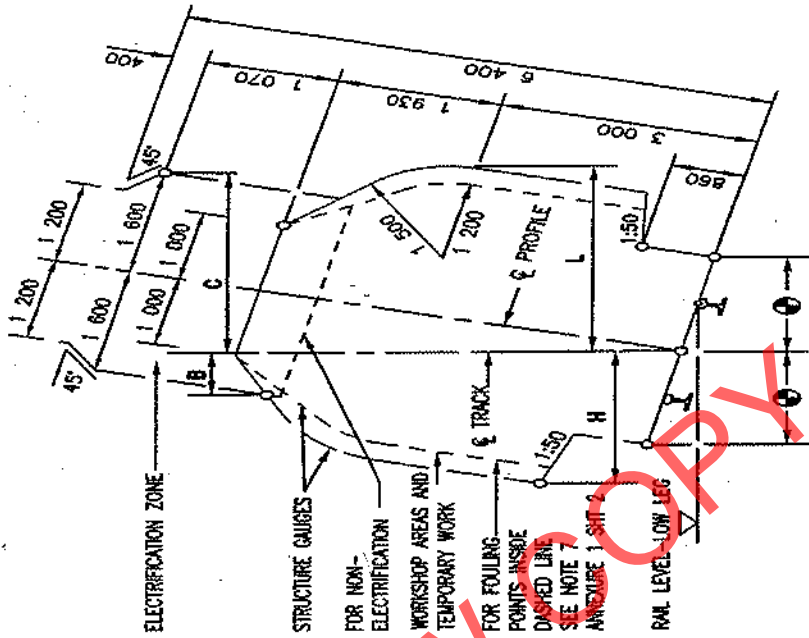 ELECTRIFICATION ZONE
STRUCTURE GAUGES
FOR NON-
ELECTRIFICATION
WORKSHOP AREAS AND
TEMPORARY WORK
FOR FOULING
POINTS INSIDE
DASHED LINE
SEE NOTE 7
ANNEXURE 1 SHT 2
RAIL LEVEL-LOW LEG
45°
1 200
1 200
1 600
1 600
1 000
1 000
45°
400
1 070
1 930
6 400
3 000
860
C
B
1 500
1 200
℄ PROFILE
L
1:50
℄ TRACK
H
1:50
Y COPY